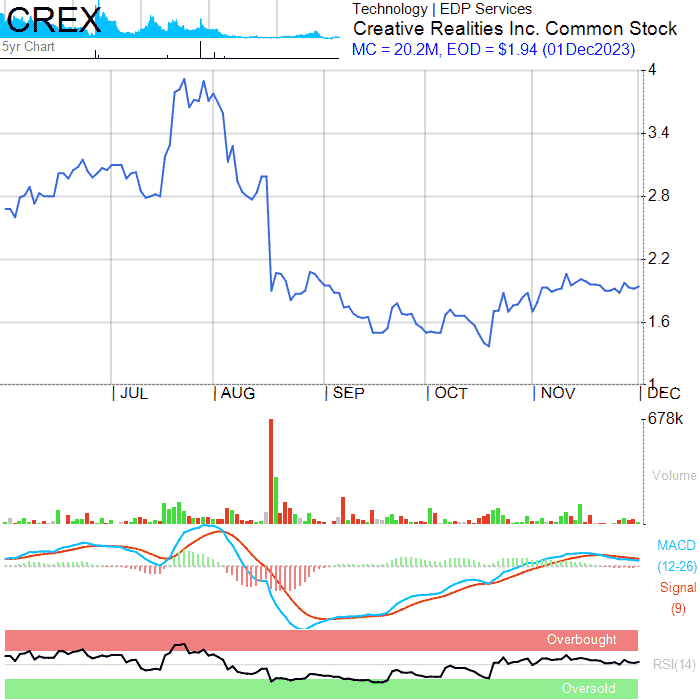 CREX
5yr Chart
Technology | EDP Services
Creative Realities Inc. Common Stock
MC = 20.2M, EOD = $1.94 (01Dec2023)
4
3.4
2.8
2.2
1.6
1
JUL AUG SEP OCT NOV DEC
678k
Volume
MACD
(12-26)
Signal
(9)
Overbought
RSI(14)
Oversold